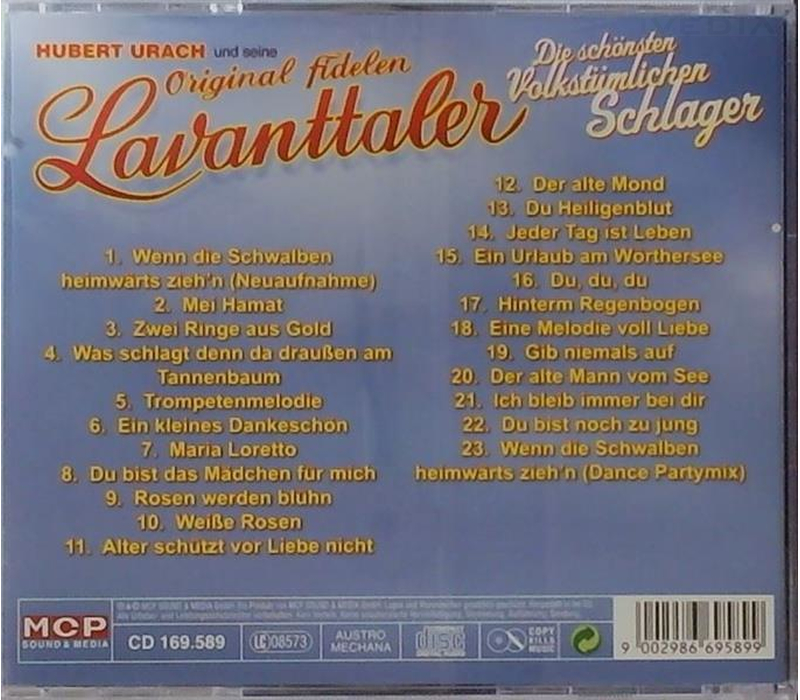 HUBERT URACH und seine
Original fidelen
Lavanttaler
Die schönsten
Volkstümlichen
Schlager
1. Wenn die Schwalben
heimwärts zieh'n (Neuaufnahme)
2. Mei Hamat
3. Zwei Ringe aus Gold
4. Was schlagt denn da draußen am
Tannenbaum
5. Trompetenmelodie
6. Ein kleines Dankeschön
7. Maria Loretto
8. Du bist das Mädchen für mich
9. Rosen werden blühn
10. Weiße Rosen
11. Alter schützt vor Liebe nicht
12. Der alte Mond
13. Du Heiligenblut
14. Jeder Tag ist Leben
15. Ein Urlaub am Wörthersee
16. Du, du, du
17. Hinterm Regenbogen
18. Eine Melodie voll Liebe
19. Gib niemals auf
20. Der alte Mann vom See
21. Ich bleib immer bei dir
22. Du bist noch zu jung
23. Wenn die Schwalben
heimwärts zieh'n (Dance Partymix)
MCP
SOUND & MEDIA
CD 169.589
LC 08573
AUSTRO
MECHANA
disc
COPY
KILLS
MUSIC
9 002986 695899